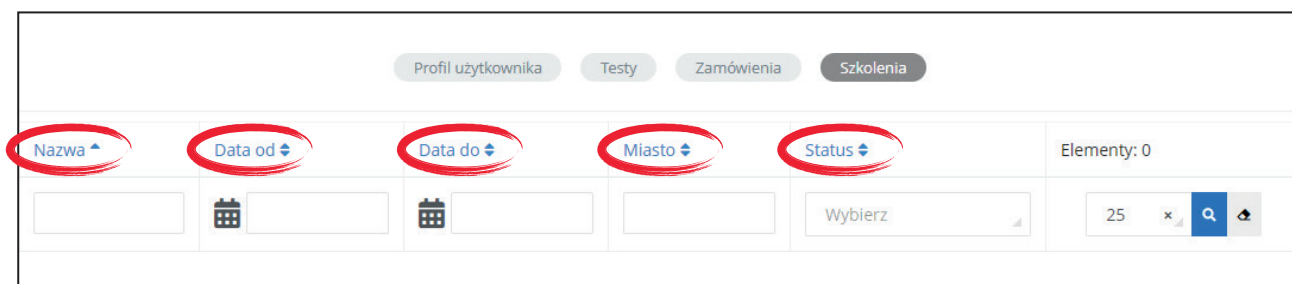 Profil użytkownika Testy Zamówienia Szkolenia
Nazwa Data od Data do Miasto Status Elementy: 0
Wybierz 25 ×